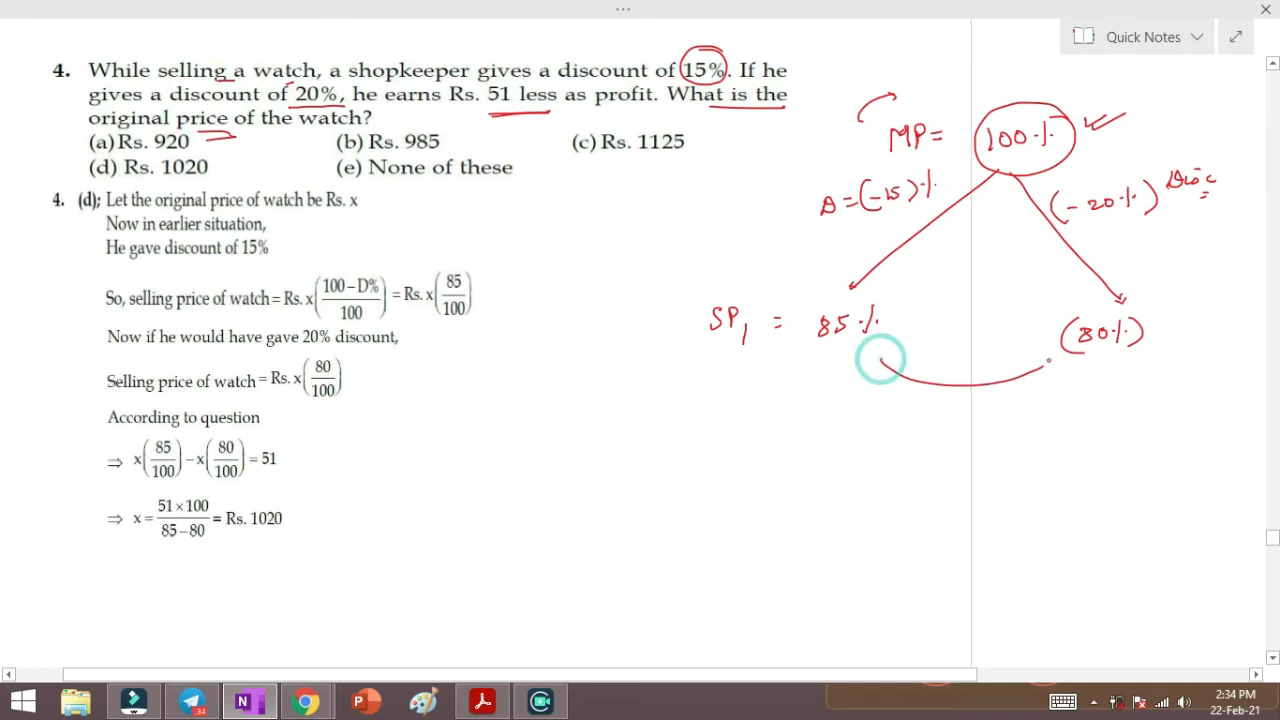 Quick Notes
4. While selling a watch, a shopkeeper gives a discount of 15%. If he
gives a discount of 20%, he earns Rs. 51 less as profit. What is the
original price of the watch?
(a) Rs. 920 (b) Rs. 985 (c) Rs. 1125
(d) Rs. 1020 (e) None of these
4. (d); Let the original price of watch be Rs. x
Now in earlier situation,
He gave discount of 15%
So, selling price of watch = Rs. x(100 – D% / 100) = Rs. x(85/100)
Now if he would have gave 20% discount,
Selling price of watch = Rs. x(80/100)
According to question
⇒ x(85/100) – x(80/100) = 51
⇒ x = 51 × 100 / 85 – 80 = Rs. 1020
MP = 100%
D = (-15)% (-20%) Disc
SP1 = 85% (80%)
34
2:34 PM
22-Feb-21